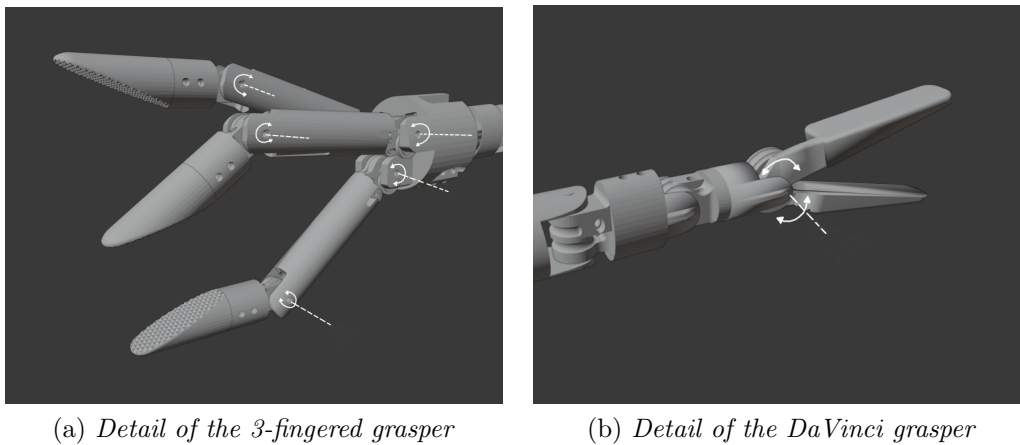 (a) Detail of the 3-fingered grasper
(b) Detail of the DaVinci grasper